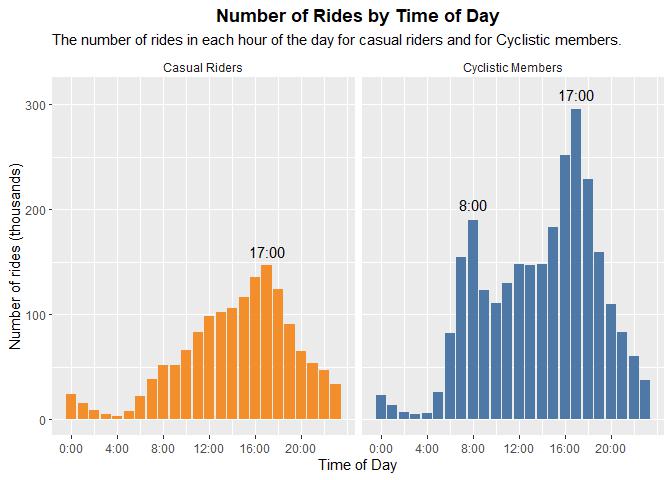 Number of Rides by Time of Day
The number of rides in each hour of the day for casual riders and for Cyclistic members.
Casual Riders
Cyclistic Members
17:00
8:00
17:00
300
200
100
0
Number of rides (thousands)
0:00 4:00 8:00 12:00 16:00 20:00
0:00 4:00 8:00 12:00 16:00 20:00
Time of Day